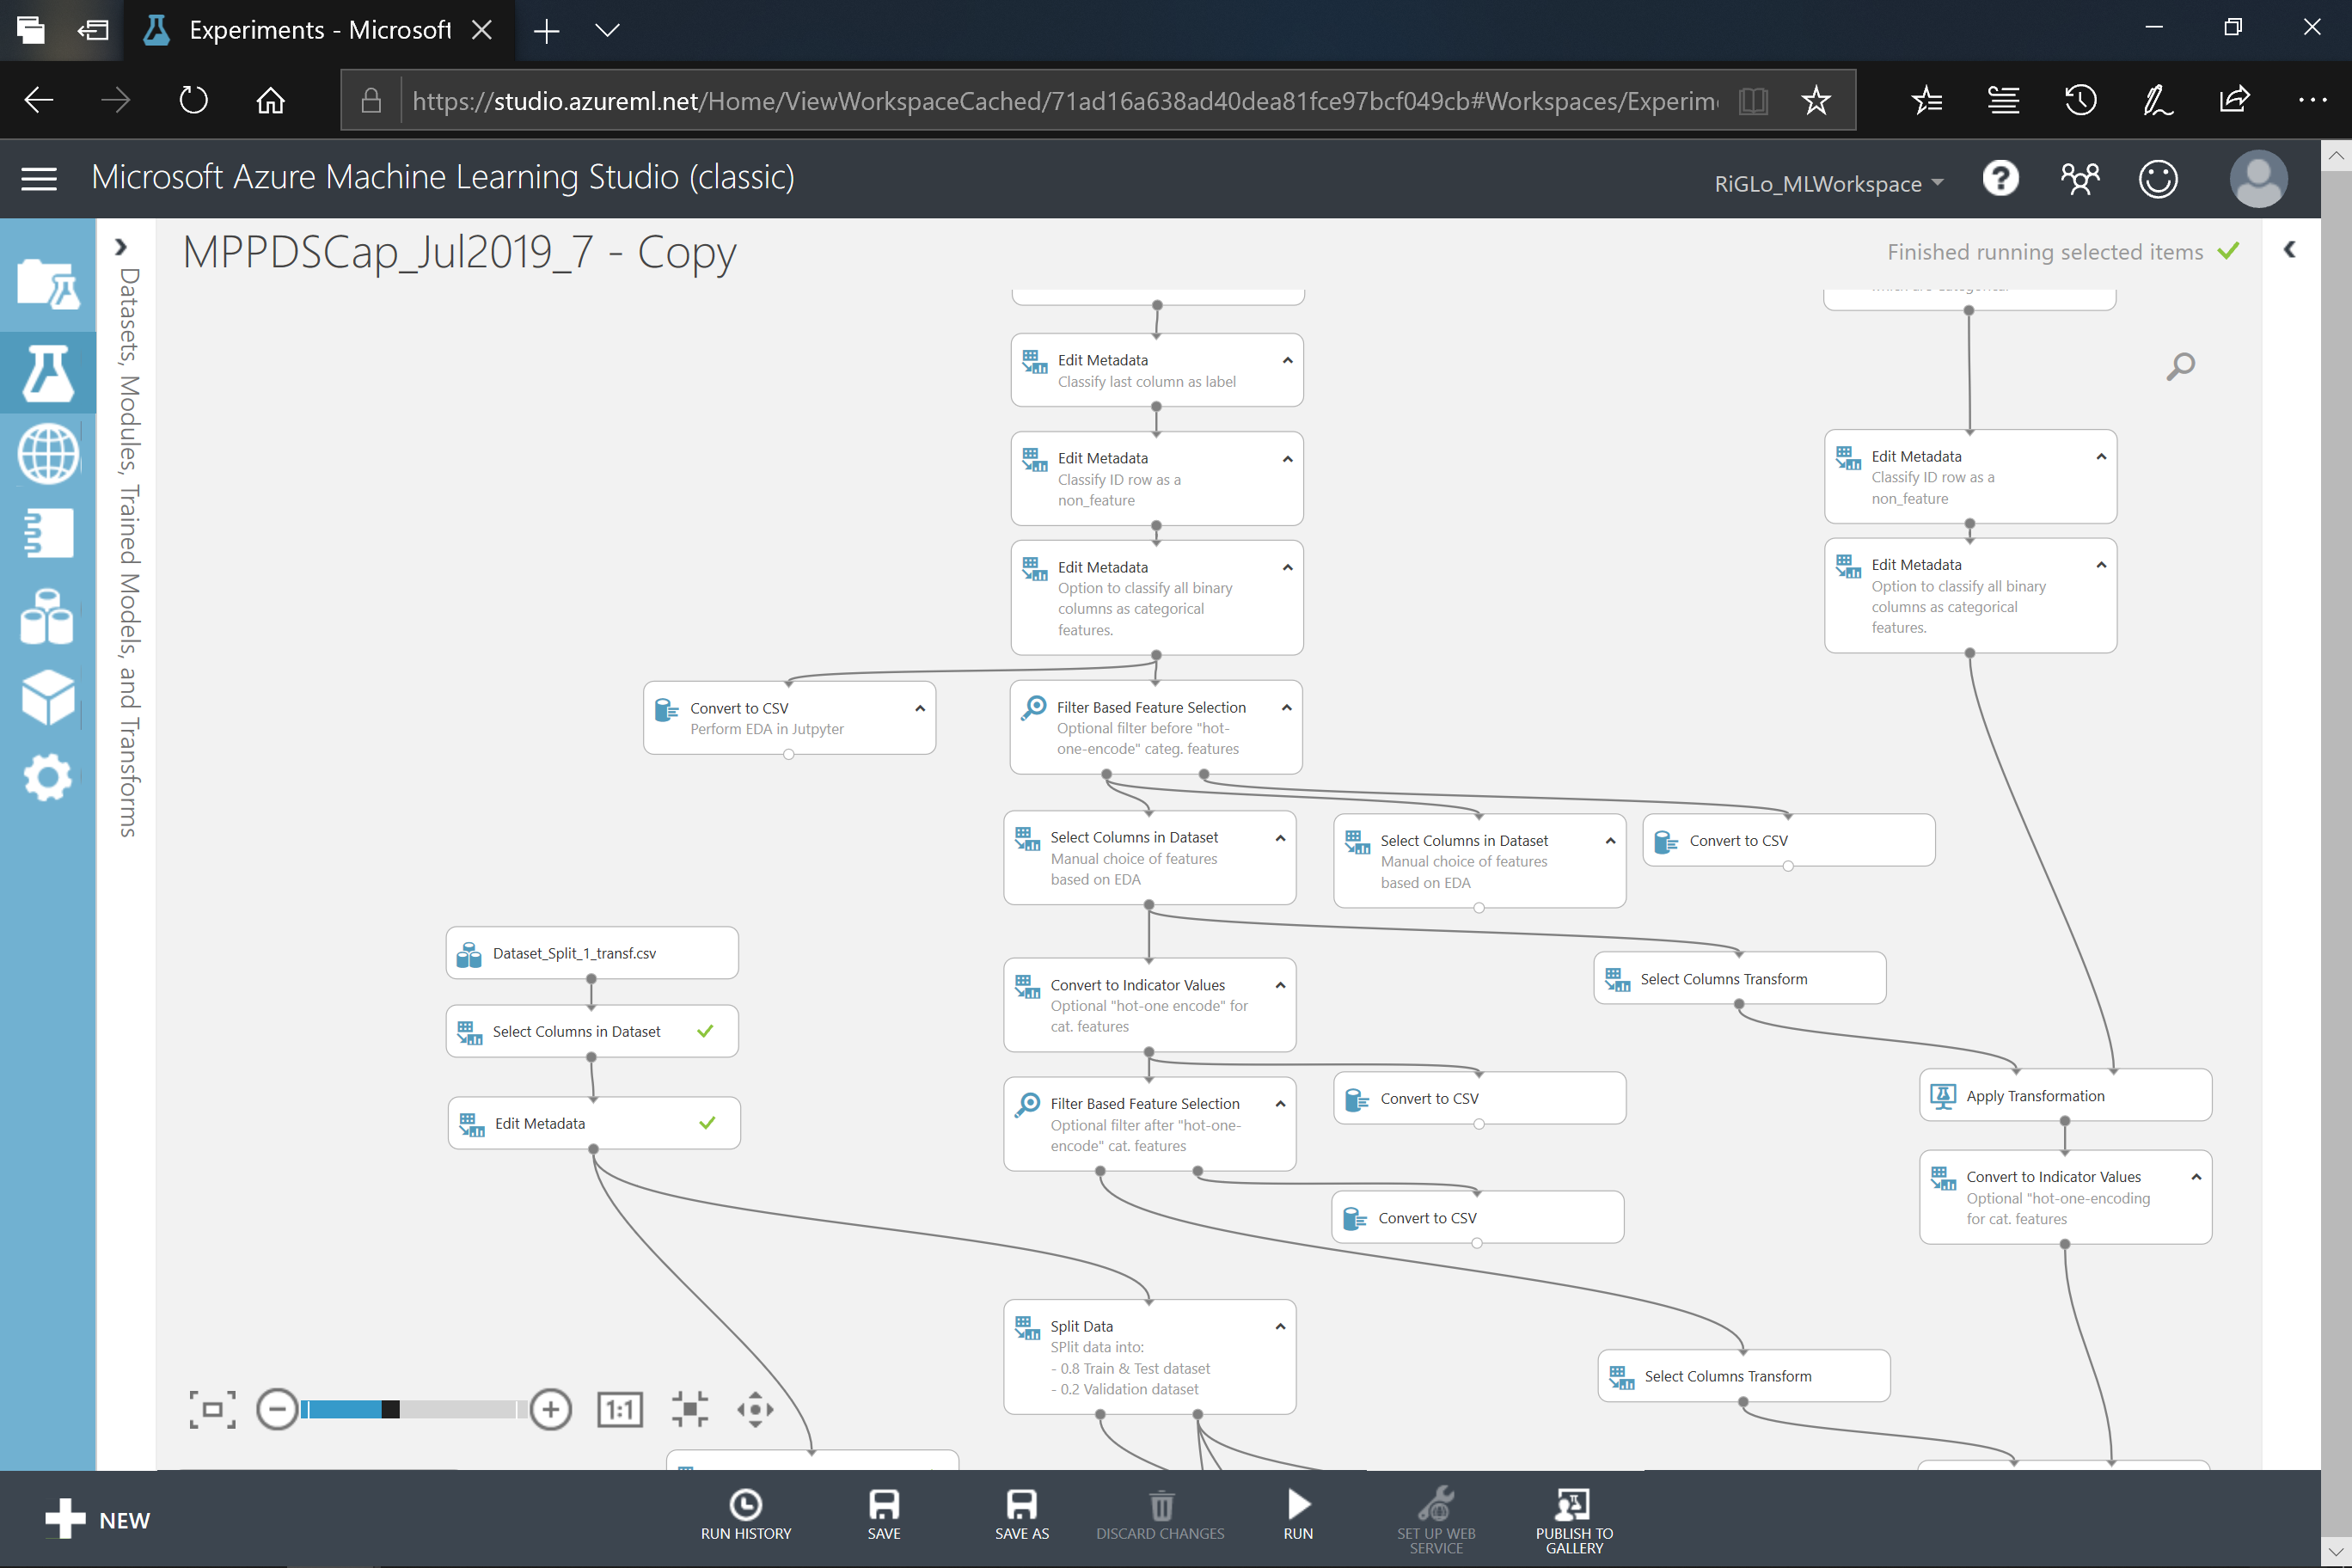 Experiments - Microsoft
https://studio.azureml.net/Home/ViewWorkspaceCached/71ad16a638ad40dea81fce97bcf049cb#Workspaces/Experim
Microsoft Azure Machine Learning Studio (classic)
RiGLo_MLWorkspace
MPPDSCap_Jul2019_7 - Copy
Finished running selected items
Datasets, Modules, Trained Models, and Transforms
Edit Metadata
Classify last column as label
Edit Metadata
Classify ID row as a
non_feature
Edit Metadata
Classify ID row as a
non_feature
Edit Metadata
Option to classify all binary
columns as categorical
features.
Edit Metadata
Option to classify all binary
columns as categorical
features.
Convert to CSV
Perform EDA in Jutpyter
Filter Based Feature Selection
Optional filter before "hot-
one-encode" categ. features
Select Columns in Dataset
Manual choice of features
based on EDA
Select Columns in Dataset
Manual choice of features
based on EDA
Convert to CSV
Dataset_Split_1_transf.csv
Select Columns in Dataset
Edit Metadata
Convert to Indicator Values
Optional "hot-one encode" for
cat. features
Select Columns Transform
Filter Based Feature Selection
Optional filter after "hot-one-
encode" cat. features
Convert to CSV
Apply Transformation
Convert to CSV
Convert to Indicator Values
Optional "hot-one-encoding
for cat. features
Split Data
SPlit data into:
- 0.8 Train & Test dataset
- 0.2 Validation dataset
Select Columns Transform
1:1
NEW
RUN HISTORY
SAVE
SAVE AS
DISCARD CHANGES
RUN
SET UP WEB
SERVICE
PUBLISH TO
GALLERY